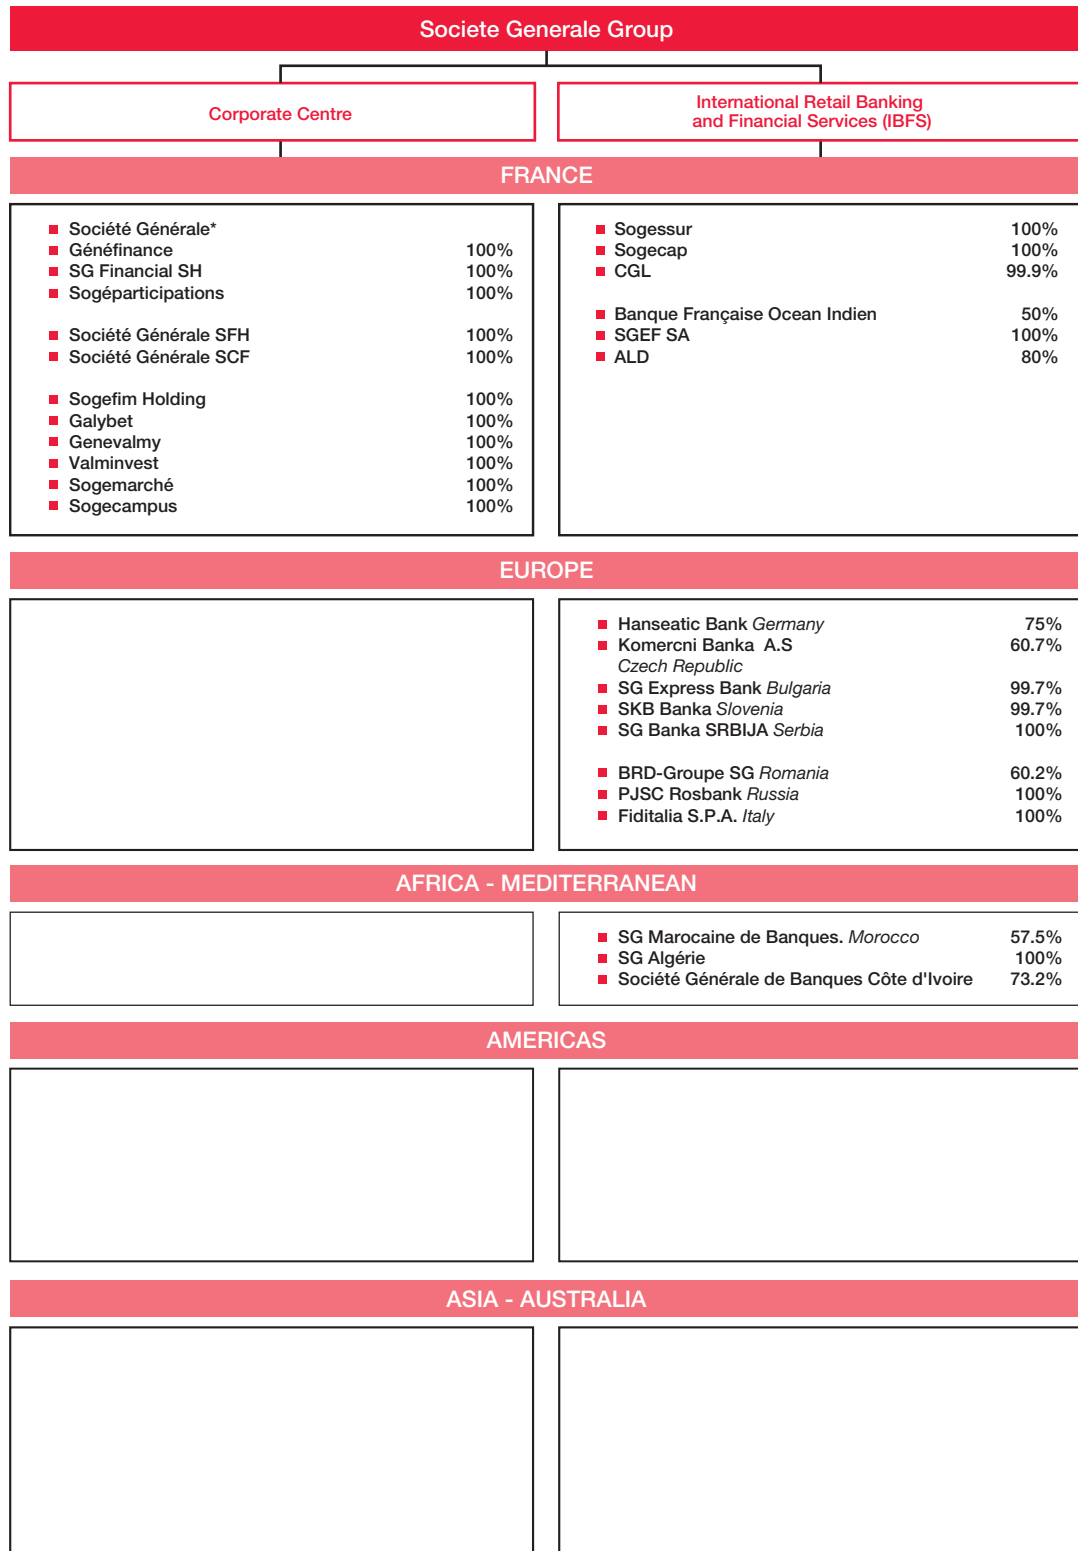 Societe Generale Group
Corporate Centre
International Retail Banking
and Financial Services (IBFS)
FRANCE
Société Générale*
Généfinance 100%
SG Financial SH 100%
Sogéparticipations 100%
Société Générale SFH 100%
Société Générale SCF 100%
Sogefim Holding 100%
Galybet 100%
Genevalmy 100%
Valminvest 100%
Sogemarché 100%
Sogecampus 100%
Sogessur 100%
Sogecap 100%
CGL 99.9%
Banque Française Ocean Indien 50%
SGEF SA 100%
ALD 80%
EUROPE
Hanseatic Bank Germany 75%
Komercni Banka A.S 60.7%
Czech Republic
SG Express Bank Bulgaria 99.7%
SKB Banka Slovenia 99.7%
SG Banka SRBIJA Serbia 100%
BRD-Groupe SG Romania 60.2%
PJSC Rosbank Russia 100%
Fiditalia S.P.A. Italy 100%
AFRICA - MEDITERRANEAN
SG Marocaine de Banques. Morocco 57.5%
SG Algérie 100%
Société Générale de Banques Côte d'Ivoire 73.2%
AMERICAS
ASIA - AUSTRALIA